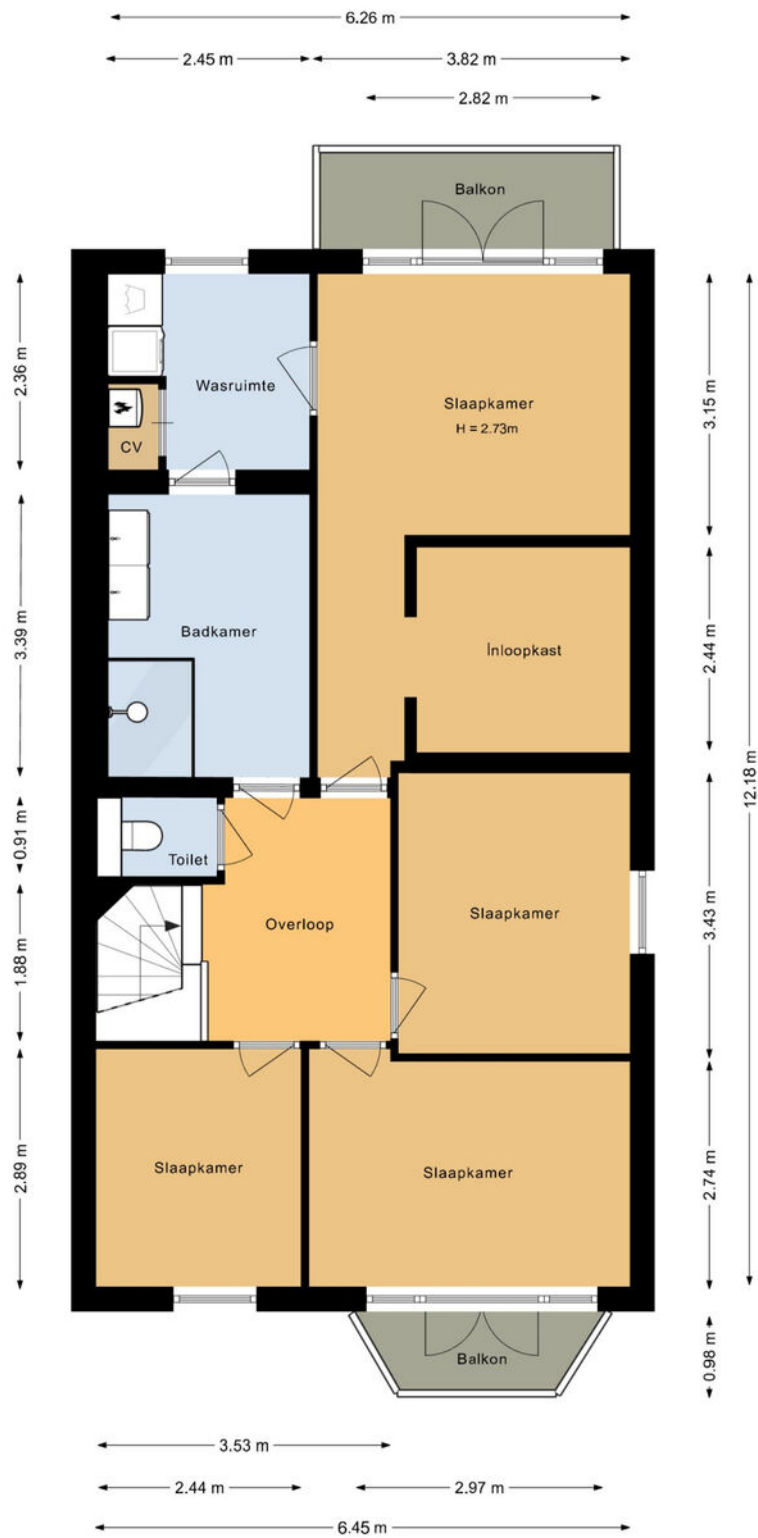 6.26 m
2.45 m
3.82 m
2.82 m
Balkon
2.36 m
Wasruimte
CV
Slaapkamer
H = 2.73m
3.15 m
3.39 m
Badkamer
Inloopkast
2.44 m
12.18 m
0.91 m
Toilet
Overloop
Slaapkamer
3.43 m
1.88 m
2.89 m
Slaapkamer
Slaapkamer
2.74 m
Balkon
0.98 m
3.53 m
2.44 m
2.97 m
6.45 m